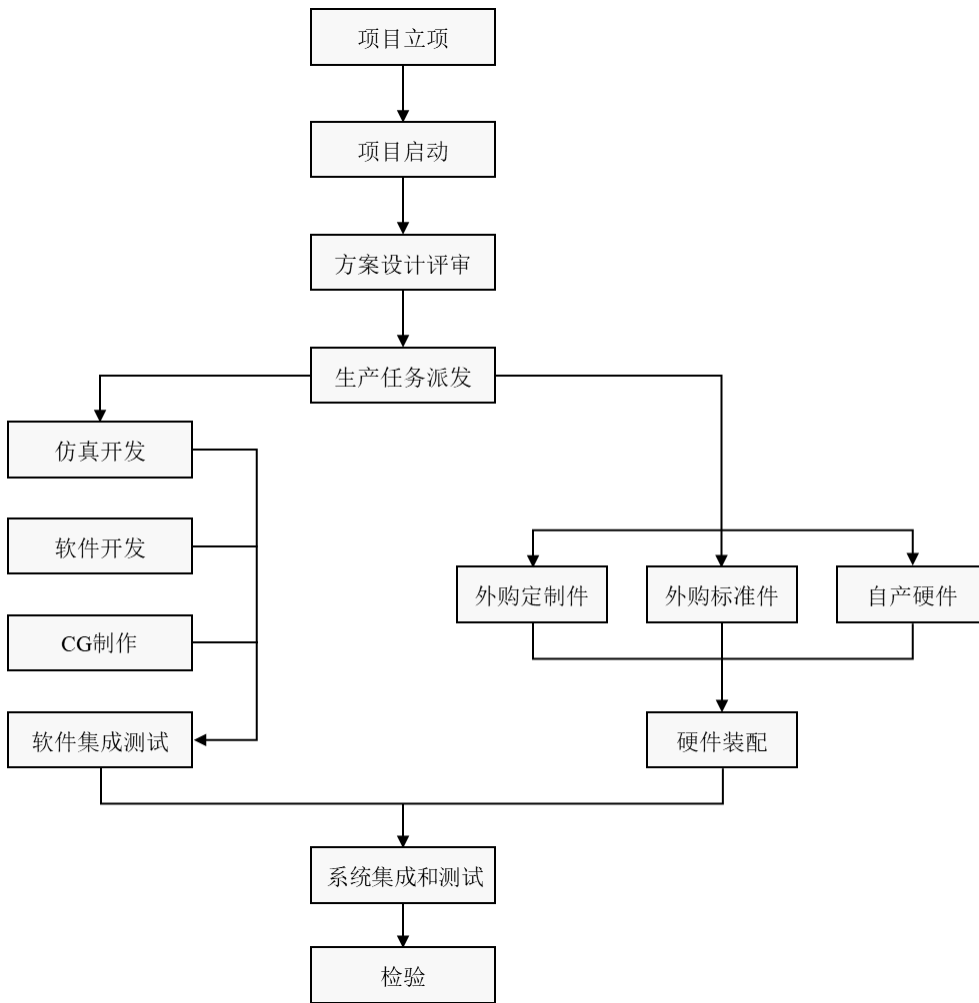 项目立项
项目启动
方案设计评审
生产任务派发
仿真开发
软件开发
外购定制件
外购标准件
自产硬件
CG制作
软件集成测试
硬件装配
系统集成和测试
检验